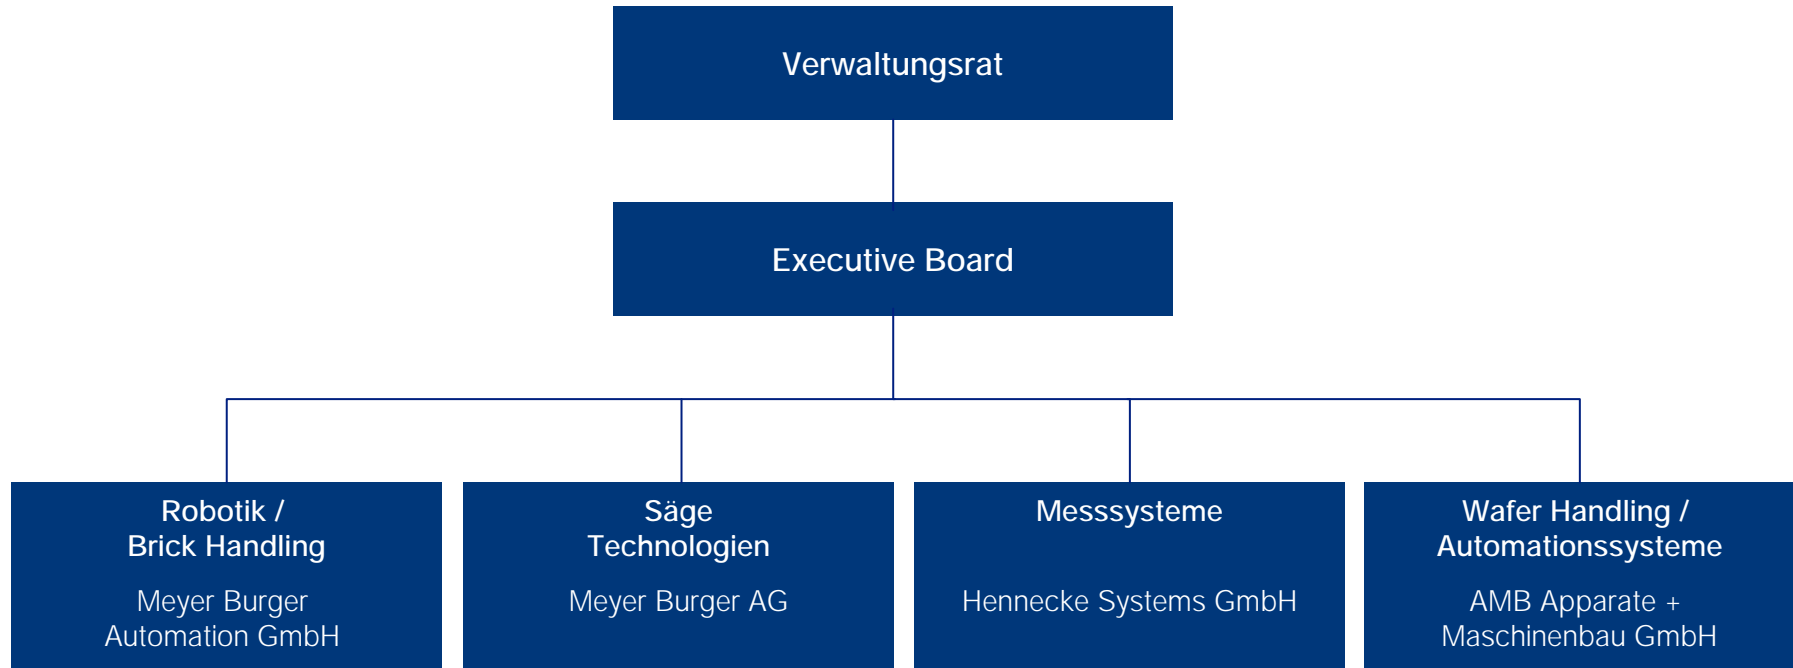 Verwaltungsrat
Executive Board
Robotik /
Brick Handling
Meyer Burger
Automation GmbH
Säge
Technologien
Meyer Burger AG
Messsysteme
Hennecke Systems GmbH
Wafer Handling /
Automationssysteme
AMB Apparate +
Maschinenbau GmbH